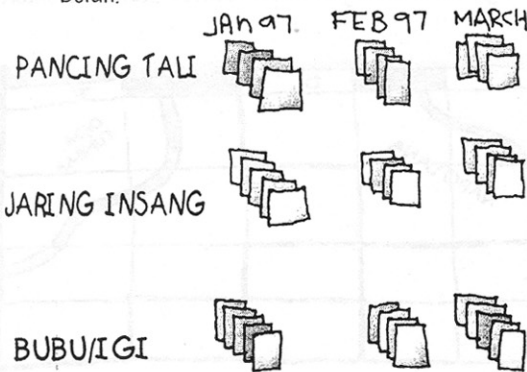 JAN 97 FEB 97 MARCH
PANCING TALI
JARING INSANG
BUBU/IGI